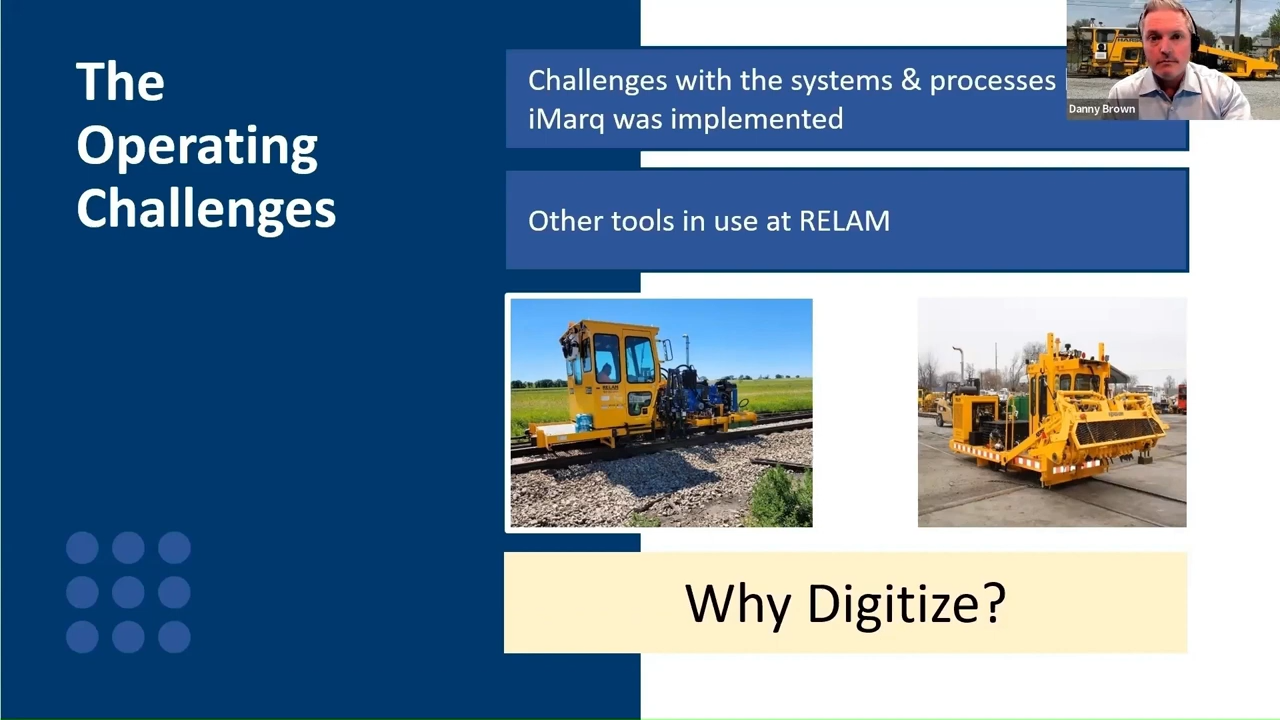 The
Operating
Challenges
Challenges with the systems & processes
iMarq was implemented
Danny Brown
Other tools in use at RELAM
RELAM
Why Digitize?